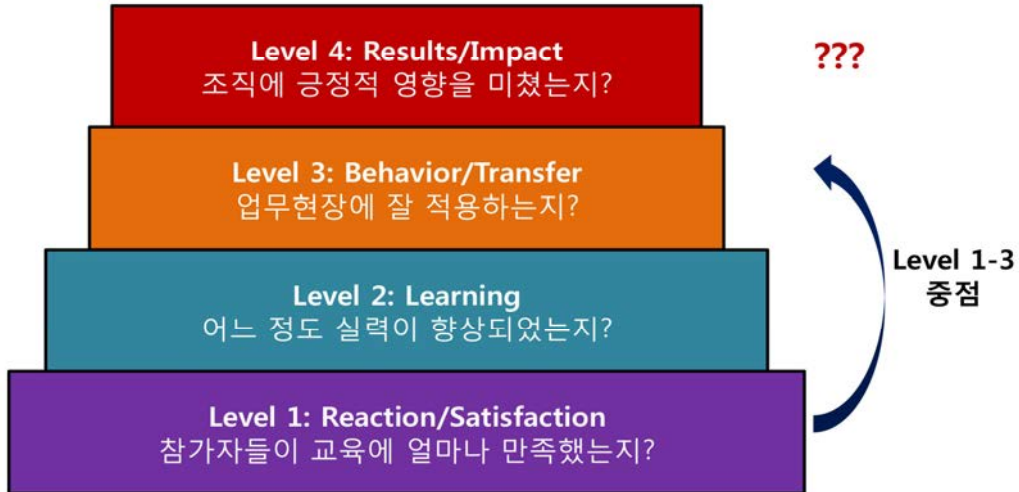 Level 4: Results/Impact
조직에 긍정적 영향을 미쳤는지?
???
Level 3: Behavior/Transfer
업무현장에 잘 적용하는지?
Level 1-3
중점
Level 2: Learning
어느 정도 실력이 향상되었는지?
Level 1: Reaction/Satisfaction
참가자들이 교육에 얼마나 만족했는지?